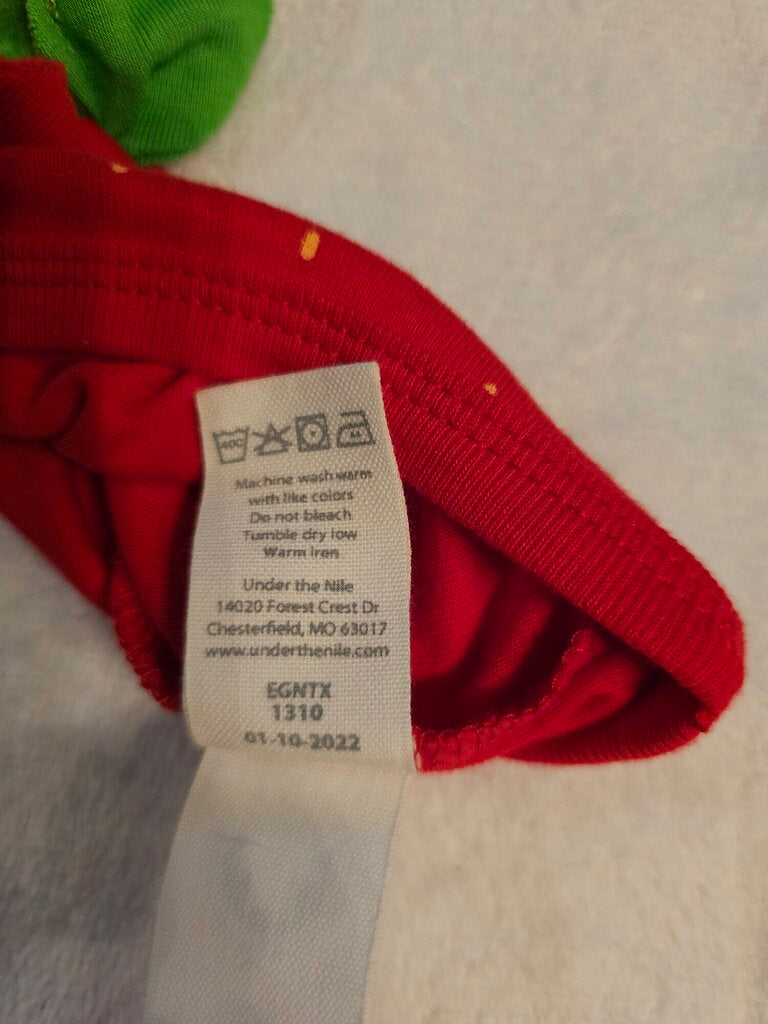 40C
Machine wash warm
with like colors
Do not bleach
Tumble dry low
Warm iron
Under the Nile
14020 Forest Crest Dr
Chesterfield, MO 63017
www.underthenile.com
EGNTX
1310
01-10-2022